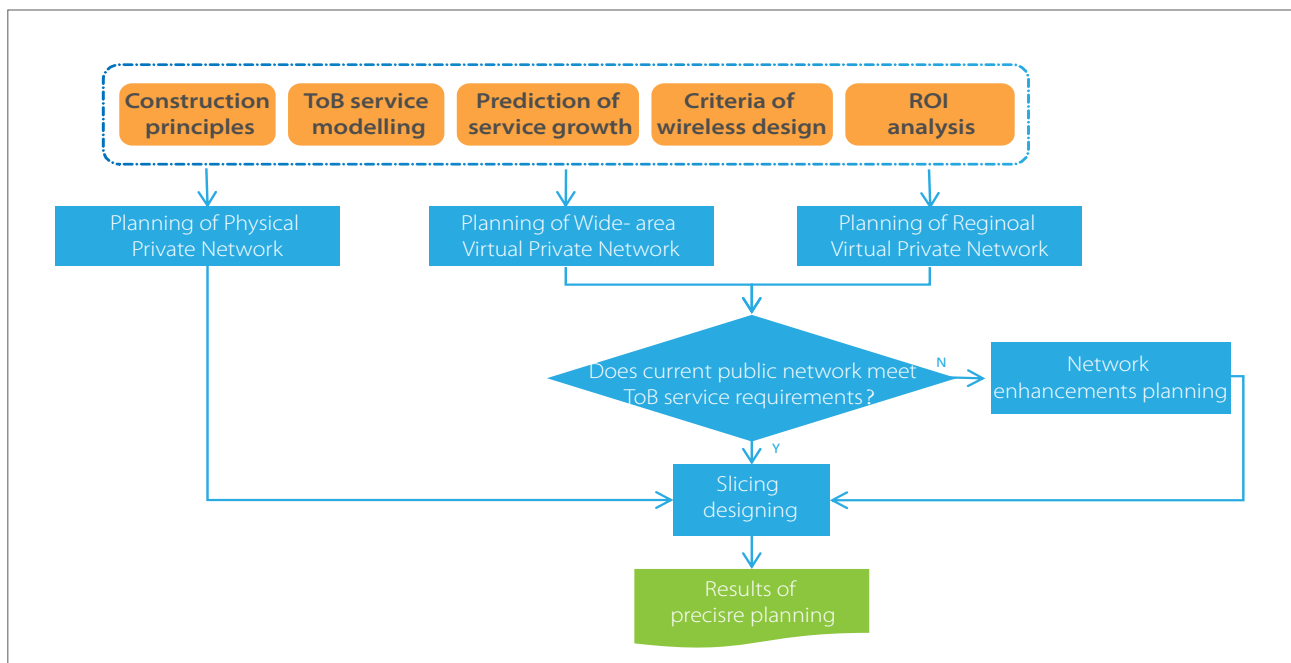 Construction
principles
ToB service
modelling
Prediction of
service growth
Criteria of
wireless design
ROI
analysis
Planning of Physical
Private Network
Planning of Wide- area
Virtual Private Network
Planning of Reginoal
Virtual Private Network
Does current public network meet
ToB service requirements?
N
Network
enhancements planning
Y
Slicing
designing
Results of
precisre planning